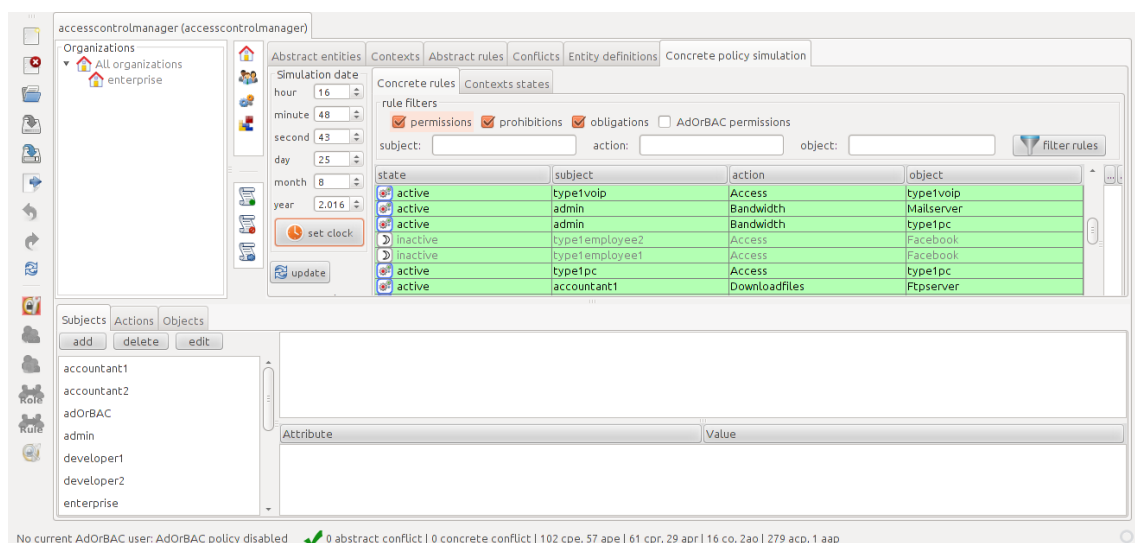 accesscontrolmanager (accesscontrolmanager)
Organizations
All organizations
enterprise
Abstract entities Contexts Abstract rules Conflicts Entity definitions Concrete policy simulation
Simulation date
hour 16
minute 48
second 43
day 25
month 8
year 2.016
set clock
update
Concrete rules Contexts states
rule filters
permissions prohibitions obligations AdOrBAC permissions
subject: action: object: filter rules
state subject action object
active type1voip Access type1voip
active admin Bandwidth Mailserver
active admin Bandwidth type1pc
inactive type1employee2 Access Facebook
inactive type1employee1 Access Facebook
active type1pc Access type1pc
active accountant1 Downloadfiles Ftpserver
Role
Rule
Subjects Actions Objects
add delete edit
accountant1
accountant2
adOrBAC
admin
developer1
developer2
enterprise
Attribute Value
No current AdOrBAC user: AdOrBAC policy disabled 0 abstract conflict | 0 concrete conflict | 102 cpe, 57 ape | 61 cpr, 29 apr | 16 co, 2ao | 279 acp, 1 aap